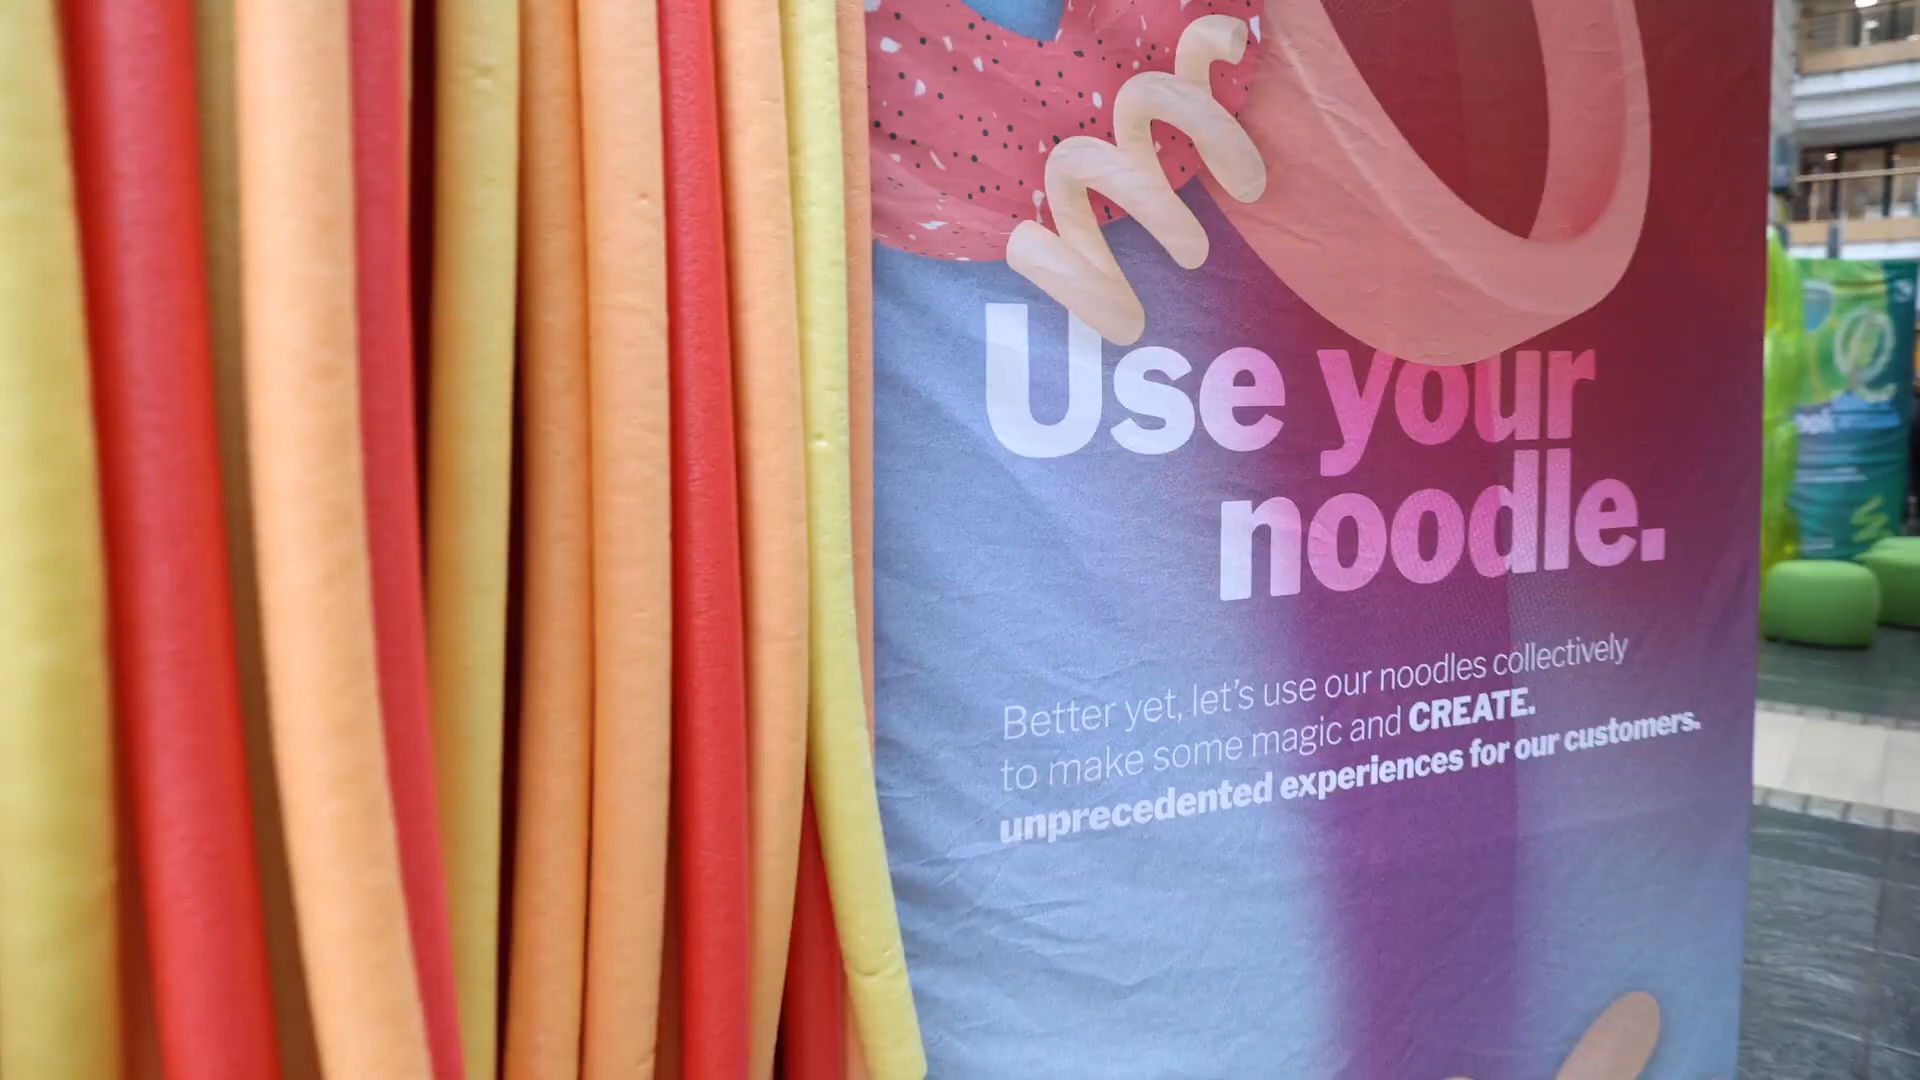 Use your
noodle.
Better yet, let's use our noodles collectively
to make some magic and CREATE.
unprecedented experiences for our customers.